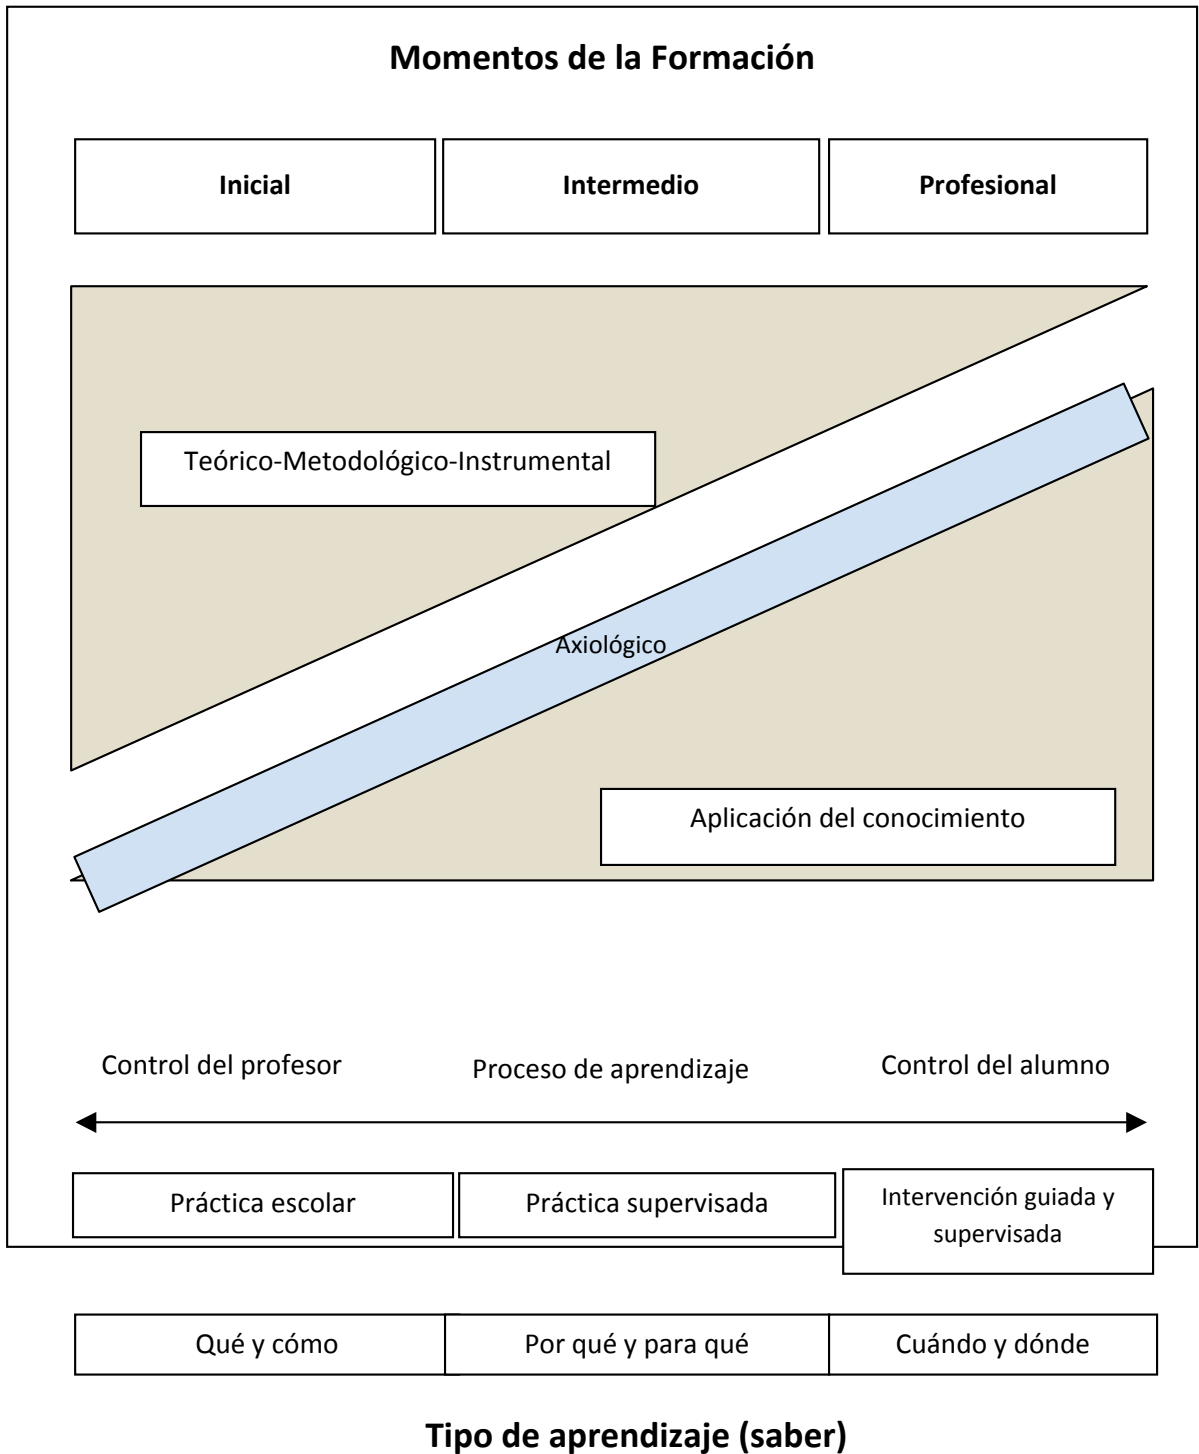 Momentos de la Formación
Inicial
Intermedio
Profesional
Teórico-Metodológico-Instrumental
Axiológico
Aplicación del conocimiento
Control del profesor
Proceso de aprendizaje
Control del alumno
Práctica escolar
Práctica supervisada
Intervención guiada y
supervisada
Qué y cómo
Por qué y para qué
Cuándo y dónde
Tipo de aprendizaje (saber)